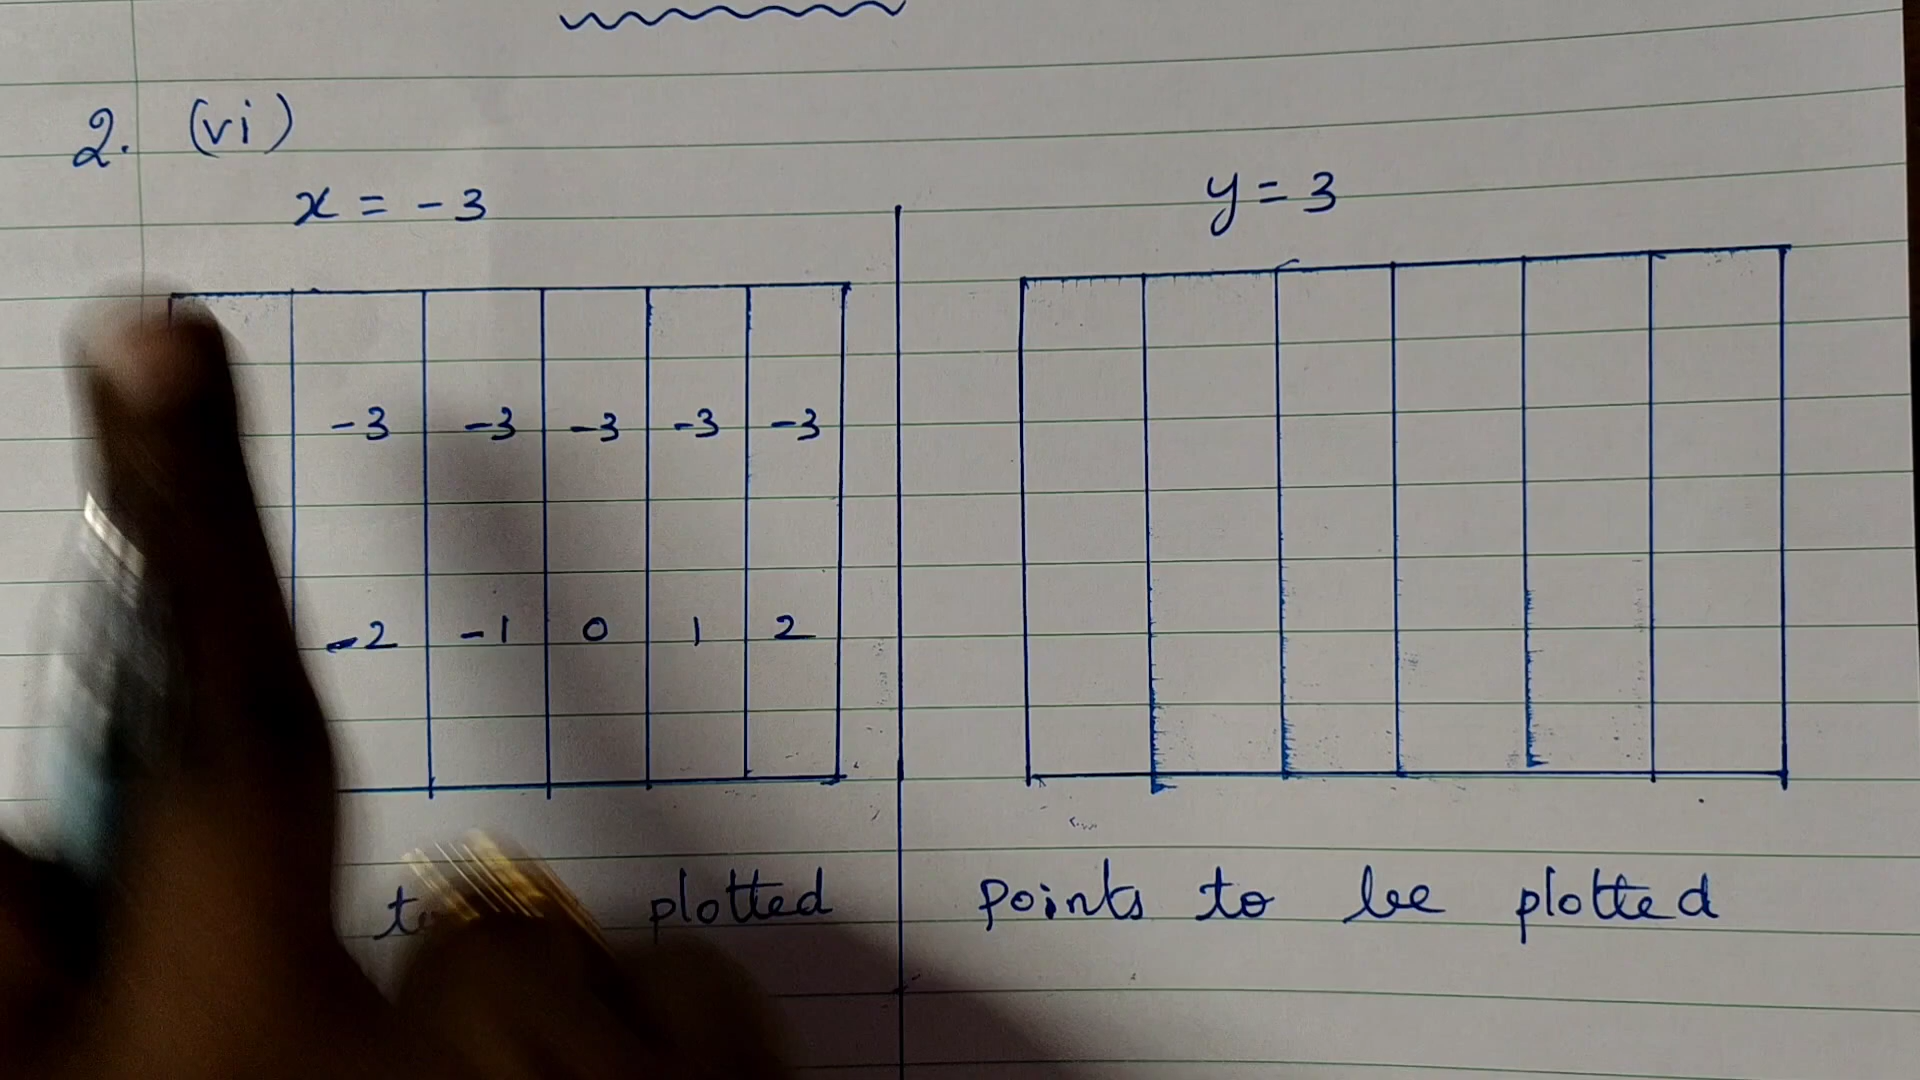 2. (vi)
x = -3
y = 3
-3 -3 -3 -3 -3
-2 -1 0 1 2
plotted
points to be plotted